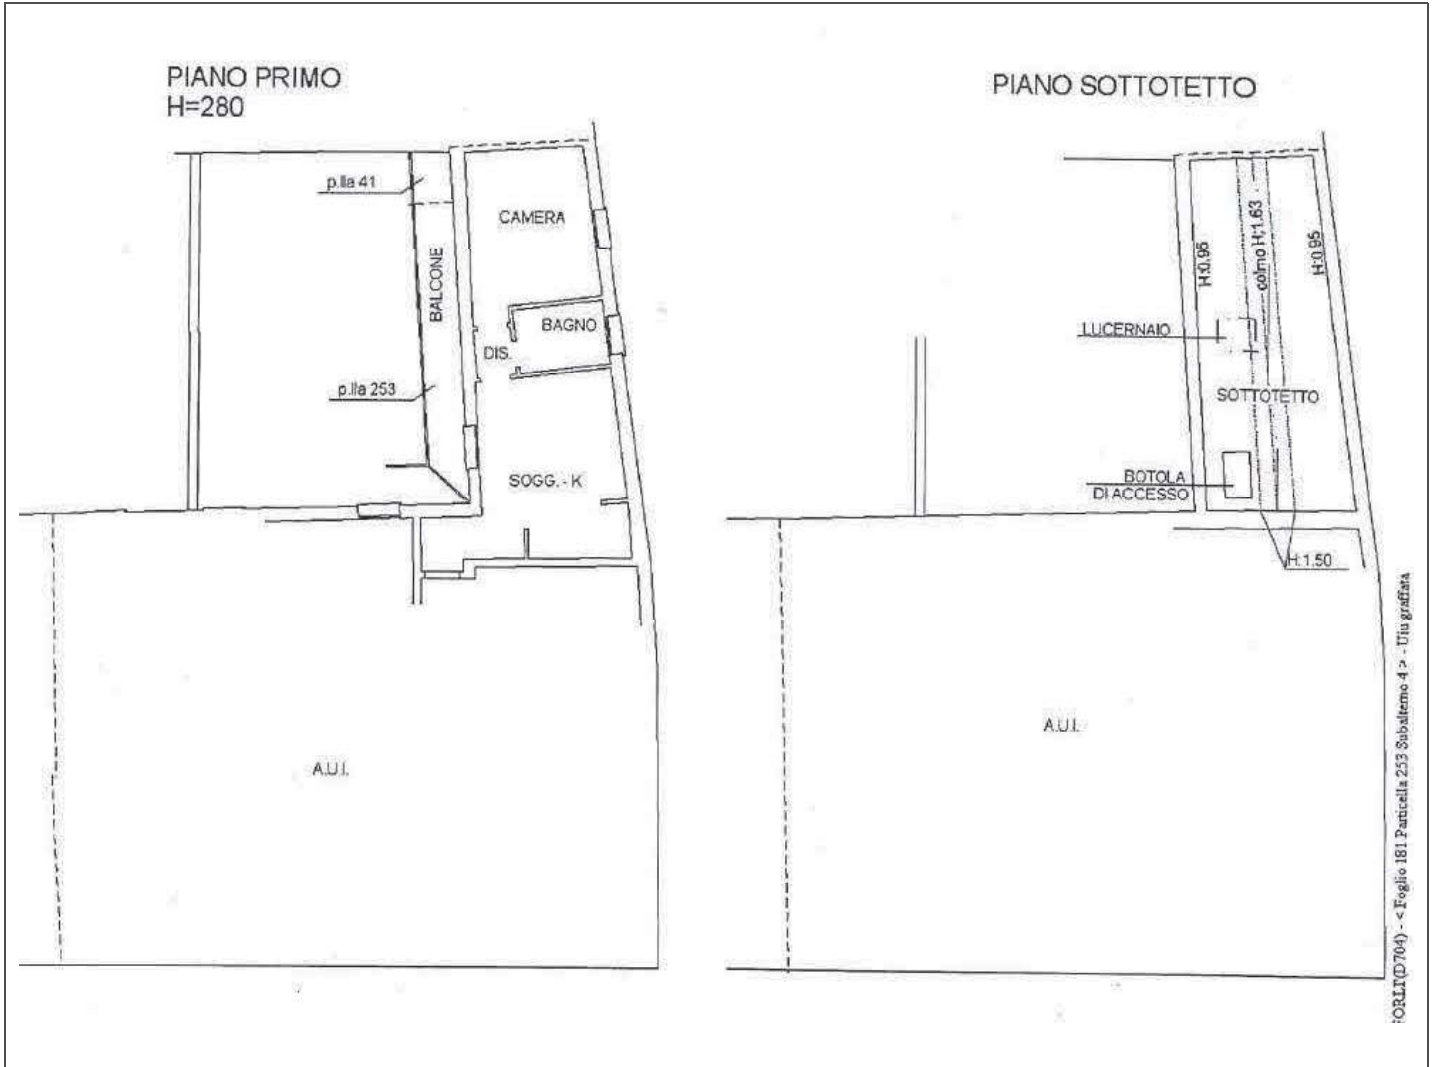 PIANO PRIMO
H=280
p.lla 41
CAMERA
BALCONE
BAGNO
DIS.
p.lla 253
SOGG. - K
A.U.I.
PIANO SOTTOTETTO
H:0.95
colmo H:1.63
H:0.95
LUCERNAIO
SOTTOTETTO
BOTOLA
DI ACCESSO
H:1.50
A.U.I.
FORLI'(D704) - < Foglio 181 Particella 253 Subalterno 4 > - Uiu graffata